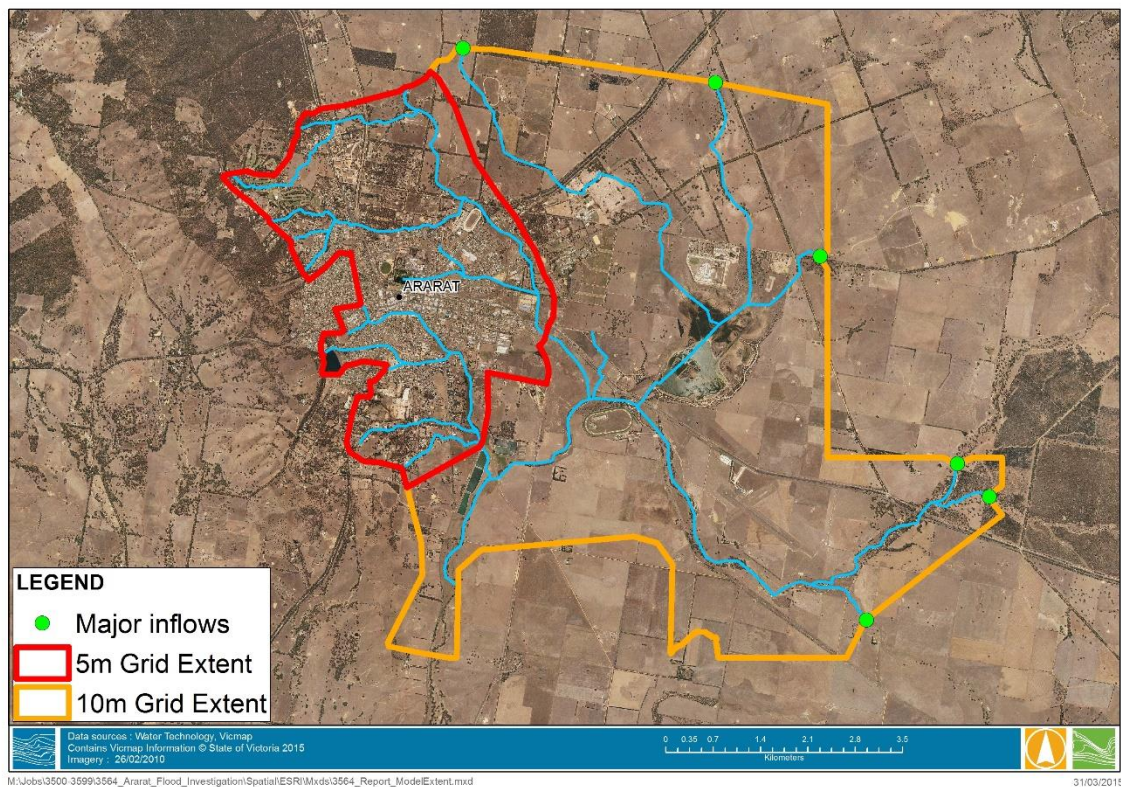 ARARAT
LEGEND
Major inflows
5m Grid Extent
10m Grid Extent
Data sources : Water Technology, Vicmap
Contains Vicmap Information © State of Victoria 2015
Imagery : 26/02/2010
0 0.35 0.7 1.4 2.1 2.8 3.5
Kilometers
M:\Jobs\3500-3599\3564_Ararat_Flood_Investigation\Spatial\ESRI\Mxds\3564_Report_ModelExtent.mxd
31/03/2015